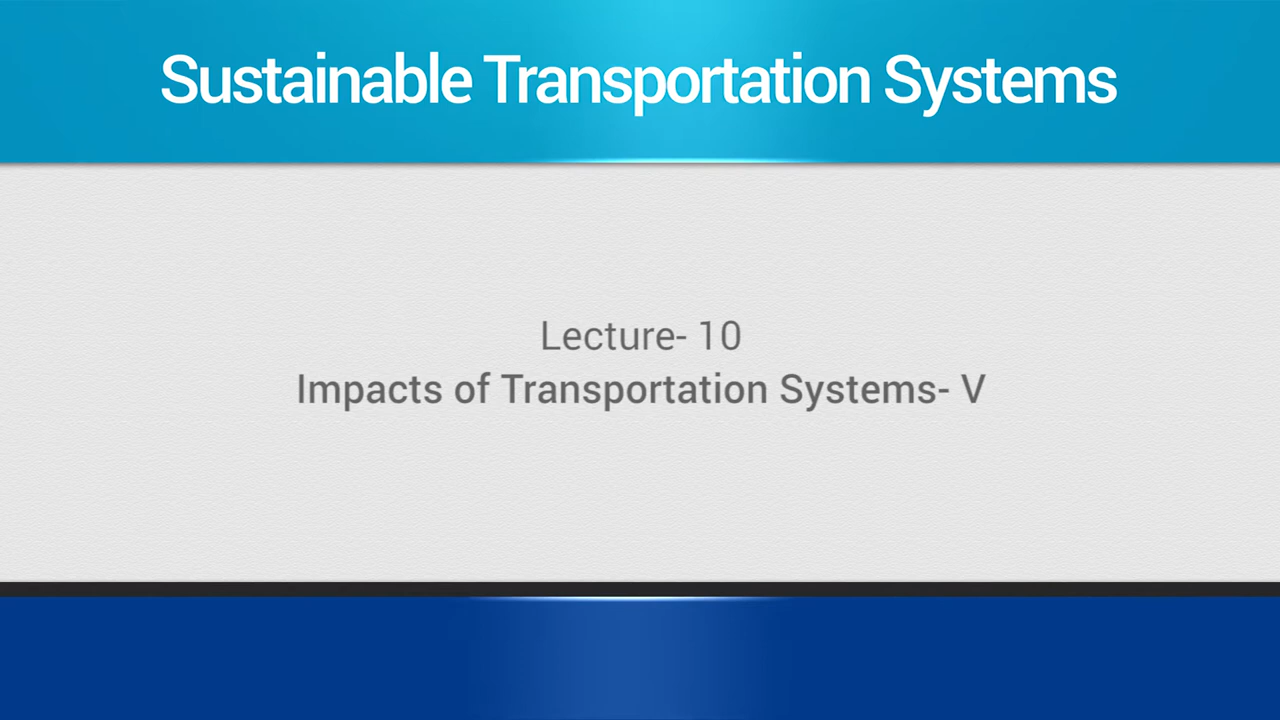 Sustainable Transportation Systems
Lecture- 10
Impacts of Transportation Systems- V